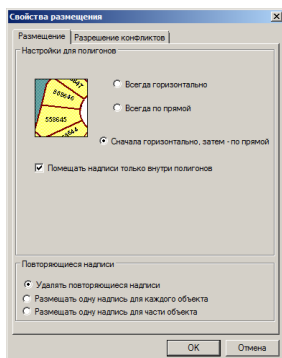 Свойства размещения
Размещение Разрешение конфликтов
Настройки для полигонов
Всегда горизонтально
Всегда по прямой
Сначала горизонтально, затем - по прямой
558645
Помещать надписи только внутри полигонов
Повторяющиеся надписи
Удалять повторяющиеся надписи
Размещать одну надпись для каждого объекта
Размещать одну надпись для части объекта
OK Отмена